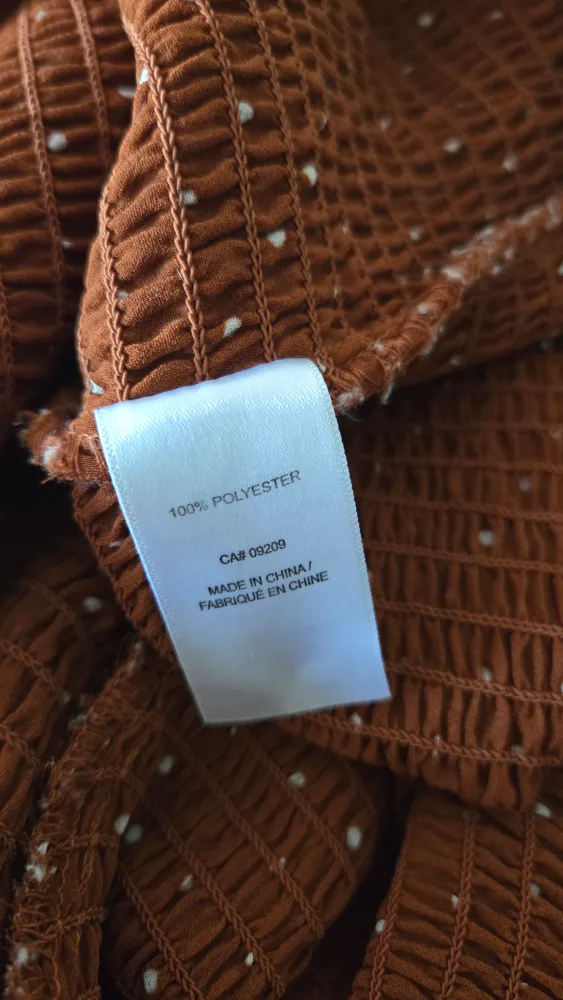 100% POLYESTER
CA# 09209
MADE IN CHINA /
FABRIQUÉ EN CHINE